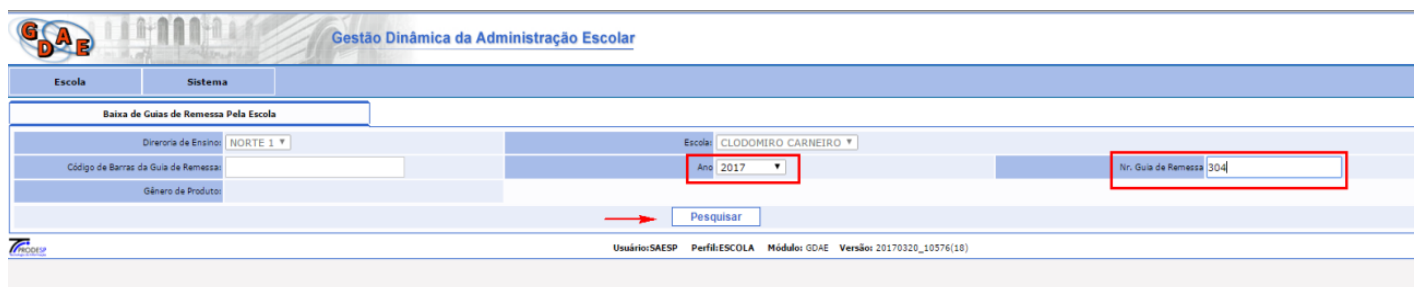 GDAE
Gestão Dinâmica da Administração Escolar
Escola Sistema
Baixa de Guias de Remessa Pela Escola
Direroria de Ensino: NORTE 1 Escola: CLODOMIRO CARNEIRO
Código de Barras da Guia de Remessa: Ano 2017 Nr. Guia de Remessa 304
Gênero de Produto:
Pesquisar
PRODESP Usuário:SAESP Perfil:ESCOLA Módulo: GDAE Versão: 20170320_10576(18)